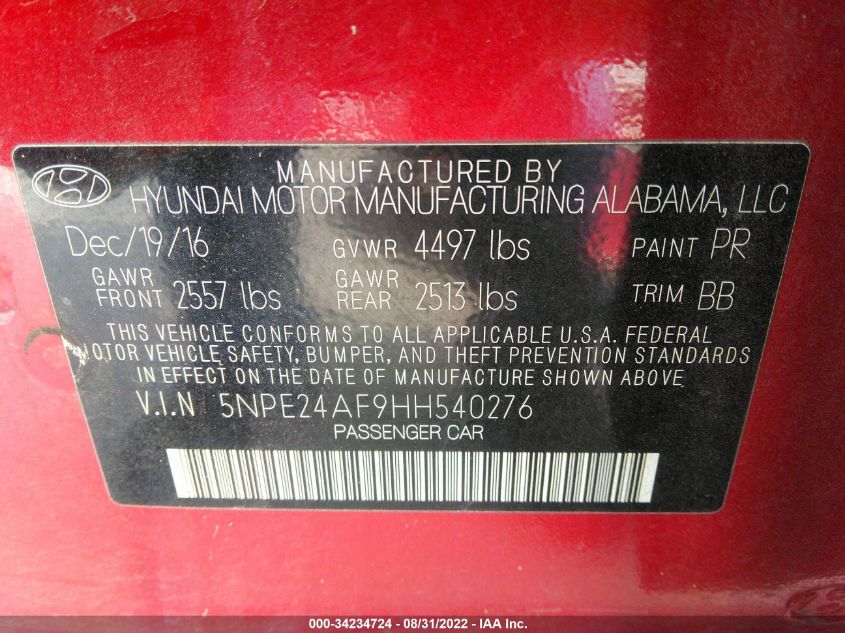 MANUFACTURED BY
HYUNDAI MOTOR MANUFACTURING ALABAMA, LLC
Dec/19/16 GVWR 4497 lbs PAINT PR
GAWR FRONT 2557 lbs GAWR REAR 2513 lbs TRIM BB
THIS VEHICLE CONFORMS TO ALL APPLICABLE U.S.A. FEDERAL
MOTOR VEHICLE SAFETY, BUMPER, AND THEFT PREVENTION STANDARDS
IN EFFECT ON THE DATE OF MANUFACTURE SHOWN ABOVE.
V.I.N 5NPE24AF9HH540276
PASSENGER CAR
000-34234724 - 08/31/2022 - IAA Inc.